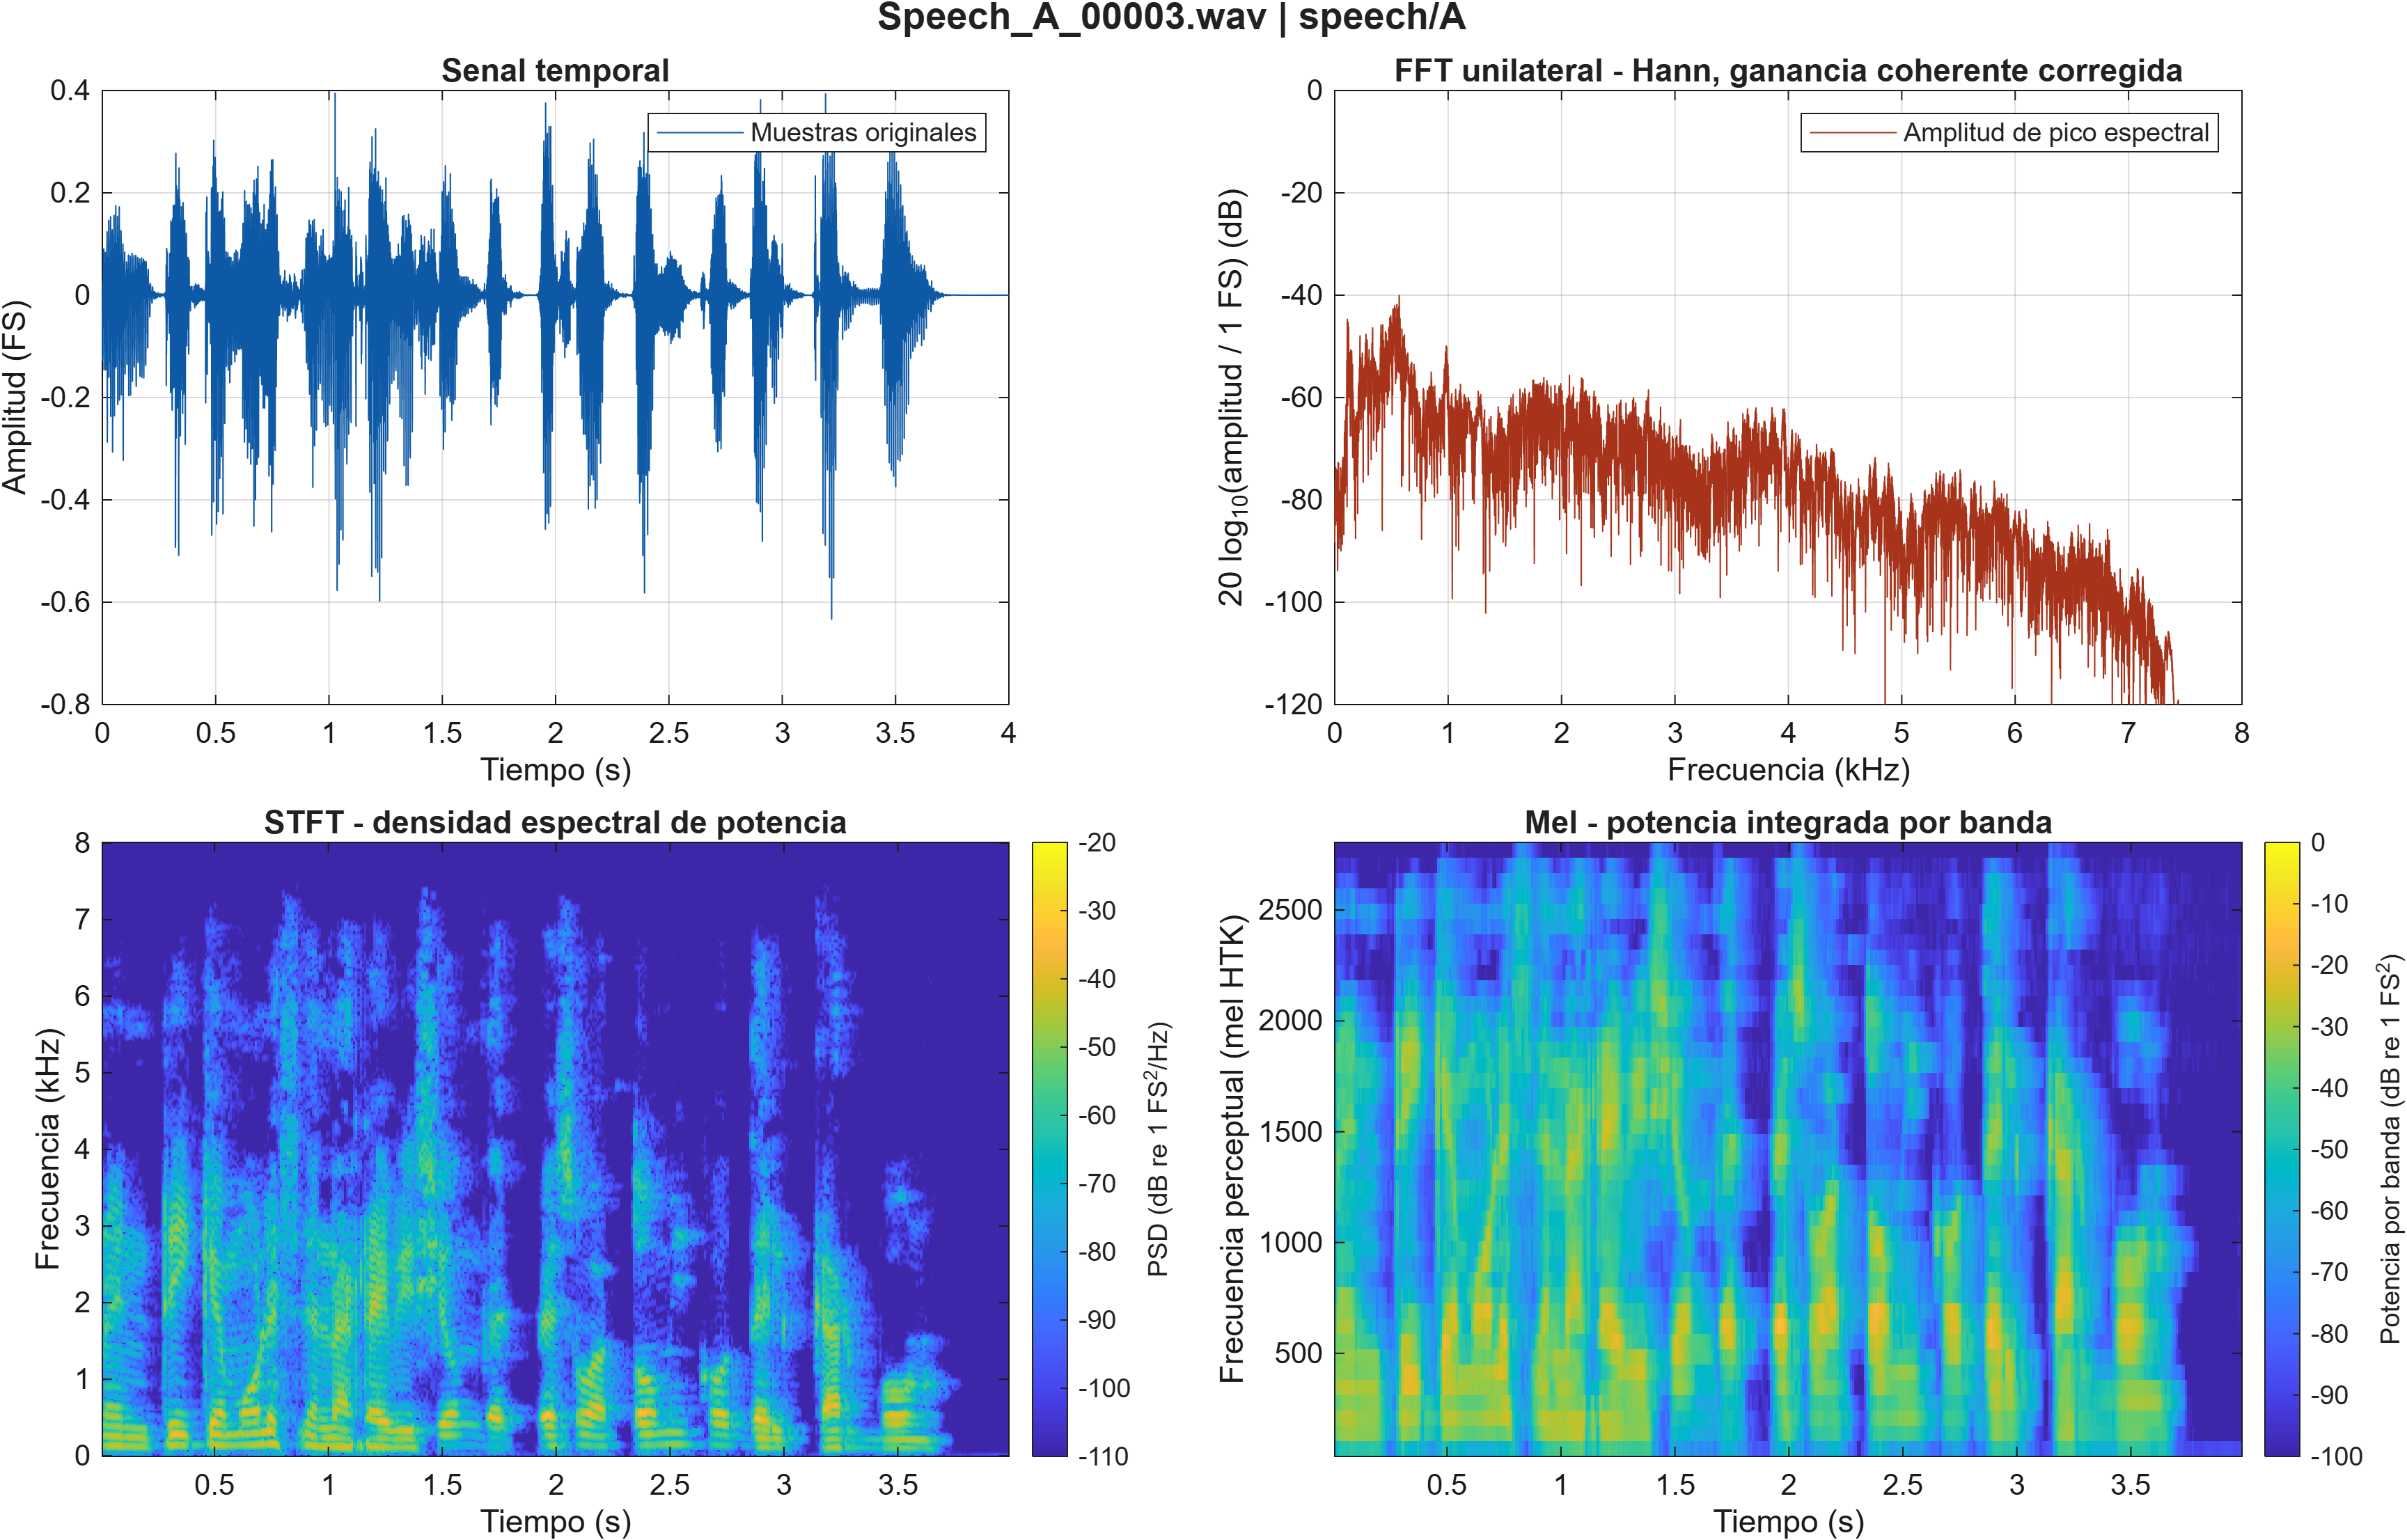 Speech_A_00003.wav | speech/A
Senal temporal
0.4
0.2
0
-0.2
-0.4
-0.6
-0.8
Amplitud (FS)
Muestras originales
0 0.5 1 1.5 2 2.5 3 3.5 4
Tiempo (s)
FFT unilateral - Hann, ganancia coherente corregida
0
-20
-40
-60
-80
-100
-120
20 log10(amplitud / 1 FS) (dB)
Amplitud de pico espectral
0 1 2 3 4 5 6 7 8
Frecuencia (kHz)
STFT - densidad espectral de potencia
8
7
6
5
4
3
2
1
0
Frecuencia (kHz)
0.5 1 1.5 2 2.5 3 3.5
Tiempo (s)
-20
-30
-40
-50
-60
-70
-80
-90
-100
-110
PSD (dB re 1 FS²/Hz)
Mel - potencia integrada por banda
2500
2000
1500
1000
500
Frecuencia perceptual (mel HTK)
0.5 1 1.5 2 2.5 3 3.5
Tiempo (s)
0
-10
-20
-30
-40
-50
-60
-70
-80
-90
-100
Potencia por banda (dB re 1 FS²)